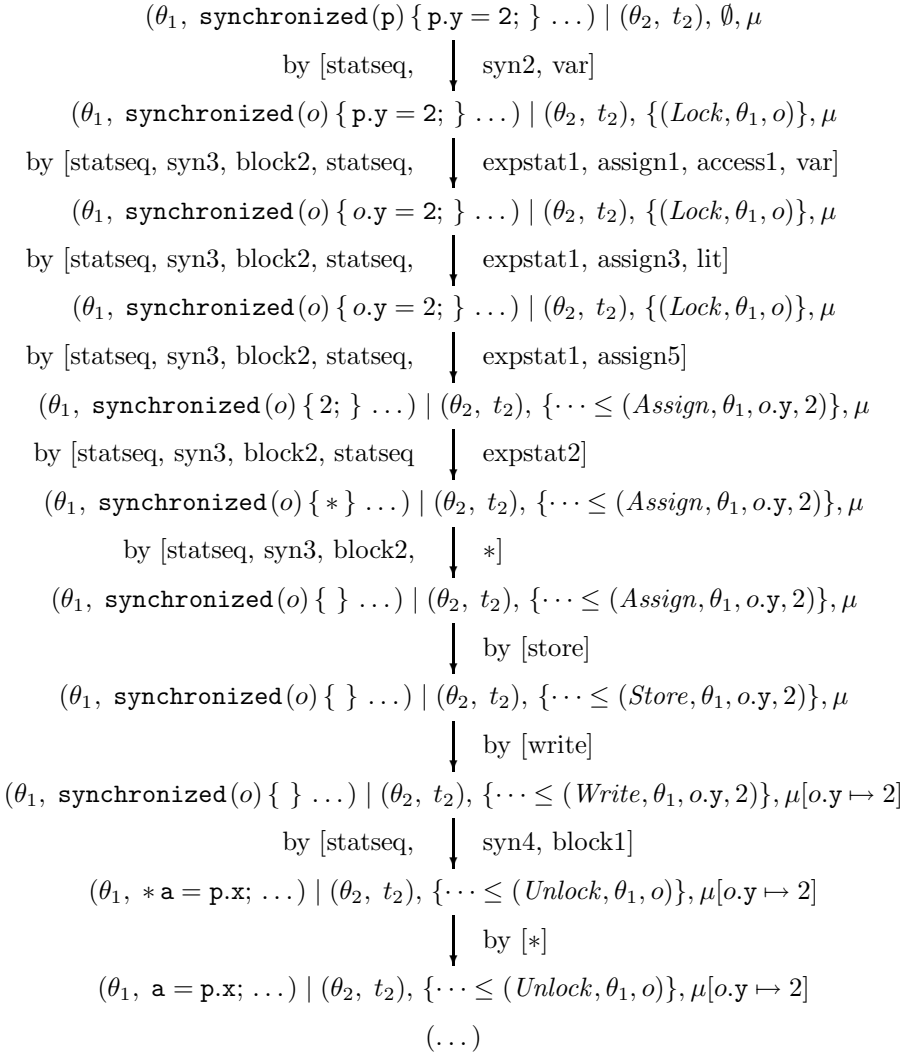 (θ₁, synchronized(p) { p.y = 2; } ...) | (θ₂, t₂), ∅, μ
by [statseq, syn2, var]
(θ₁, synchronized(o) { p.y = 2; } ...) | (θ₂, t₂), {(Lock, θ₁, o)}, μ
by [statseq, syn3, block2, statseq, expstat1, assign1, access1, var]
(θ₁, synchronized(o) { o.y = 2; } ...) | (θ₂, t₂), {(Lock, θ₁, o)}, μ
by [statseq, syn3, block2, statseq, expstat1, assign3, lit]
(θ₁, synchronized(o) { o.y = 2; } ...) | (θ₂, t₂), {(Lock, θ₁, o)}, μ
by [statseq, syn3, block2, statseq, expstat1, assign5]
(θ₁, synchronized(o) { 2; } ...) | (θ₂, t₂), {··· ≤ (Assign, θ₁, o.y, 2)}, μ
by [statseq, syn3, block2, statseq expstat2]
(θ₁, synchronized(o) { * } ...) | (θ₂, t₂), {··· ≤ (Assign, θ₁, o.y, 2)}, μ
by [statseq, syn3, block2, *]
(θ₁, synchronized(o) { } ...) | (θ₂, t₂), {··· ≤ (Assign, θ₁, o.y, 2)}, μ
by [store]
(θ₁, synchronized(o) { } ...) | (θ₂, t₂), {··· ≤ (Store, θ₁, o.y, 2)}, μ
by [write]
(θ₁, synchronized(o) { } ...) | (θ₂, t₂), {··· ≤ (Write, θ₁, o.y, 2)}, μ[o.y ↦ 2]
by [statseq, syn4, block1]
(θ₁, * a = p.x; ...) | (θ₂, t₂), {··· ≤ (Unlock, θ₁, o)}, μ[o.y ↦ 2]
by [*]
(θ₁, a = p.x; ...) | (θ₂, t₂), {··· ≤ (Unlock, θ₁, o)}, μ[o.y ↦ 2]
(...)